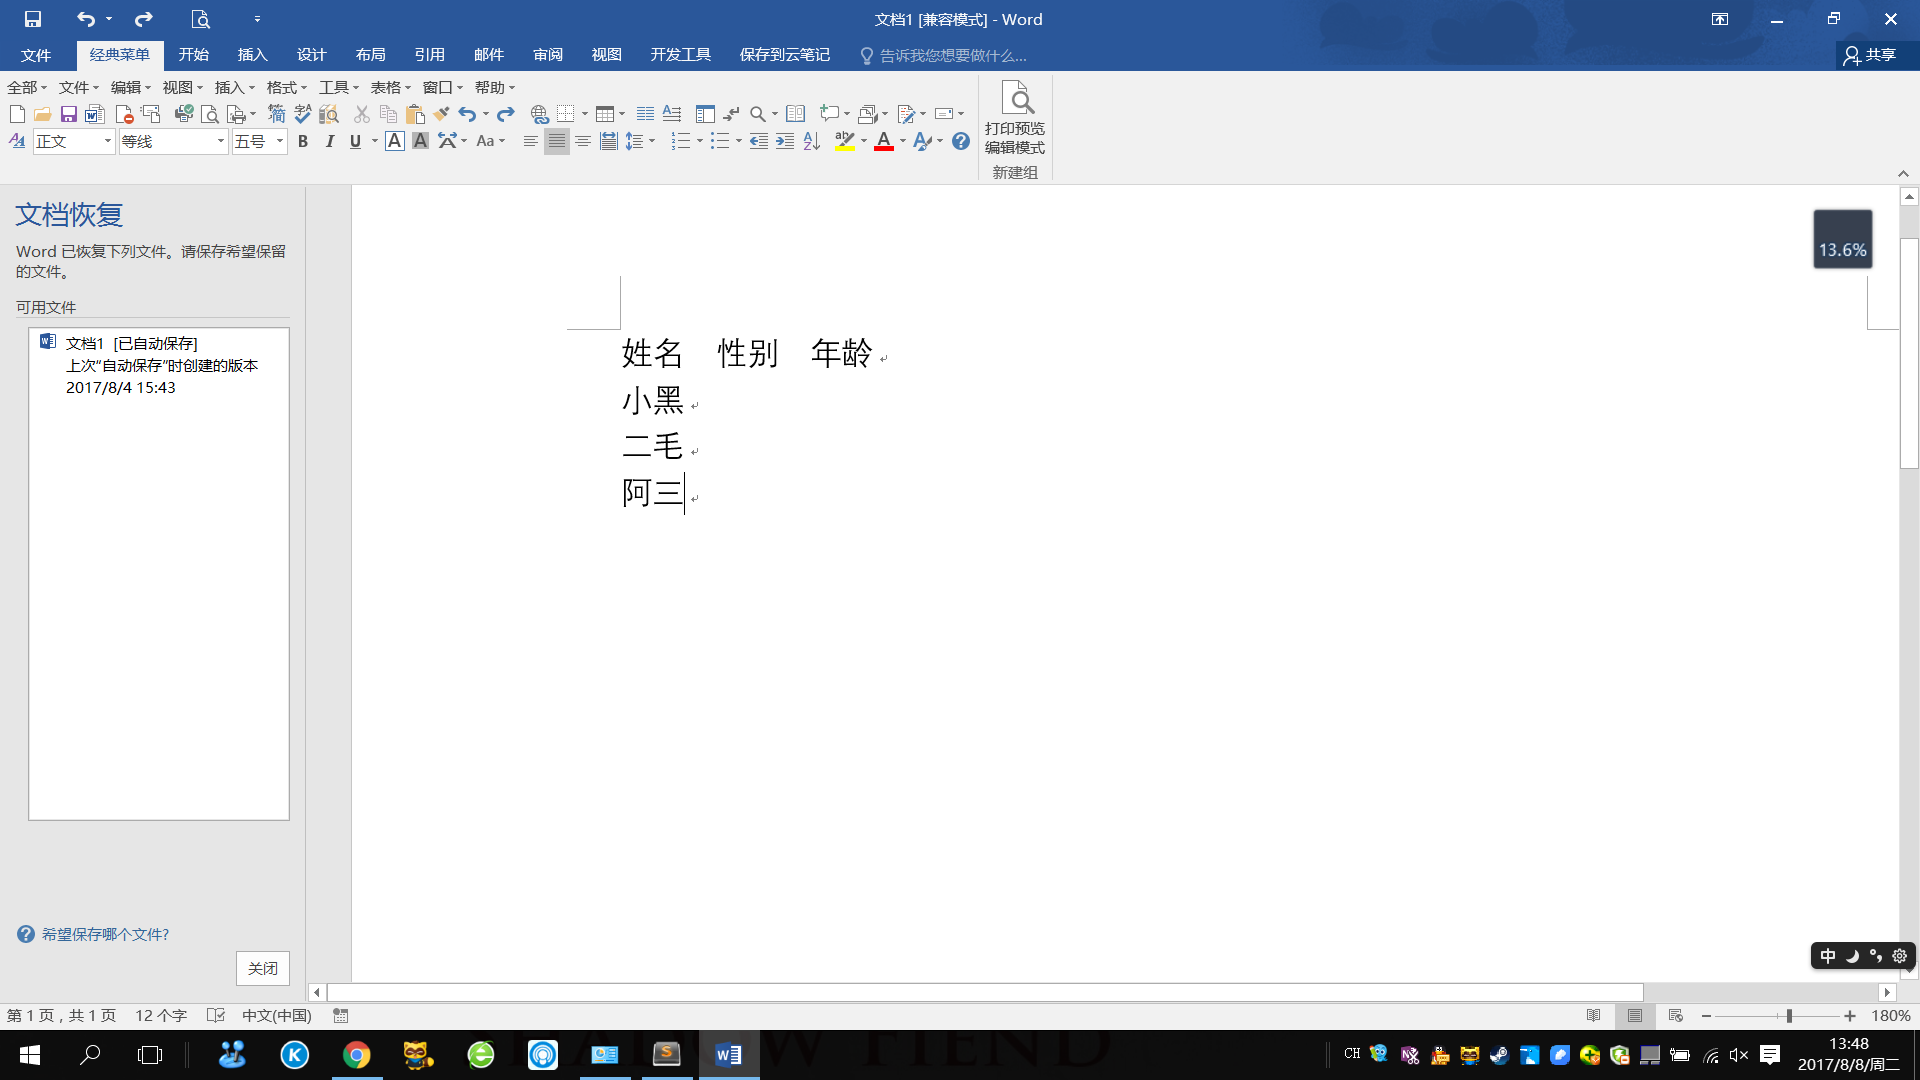 文档1 [兼容模式] - Word
文件 经典菜单 开始 插入 设计 布局 引用 邮件 审阅 视图 开发工具 保存到云笔记 告诉我您想要做什么... 共享
全部 文件 编辑 视图 插入 格式 工具 表格 窗口 帮助
正文 等线 五号 B I U A A Aa
打印预览
编辑模式
新建组
文档恢复
Word 已恢复下列文件。请保存希望保留
的文件。
可用文件
文档1 [已自动保存]
上次“自动保存”时创建的版本
2017/8/4 15:43
希望保存哪个文件?
关闭
13.6%
姓名 性别 年龄
小黑
二毛
阿三
中
第 1 页，共 1 页 12 个字 中文(中国) 180%
CH
13:48
2017/8/8/周二